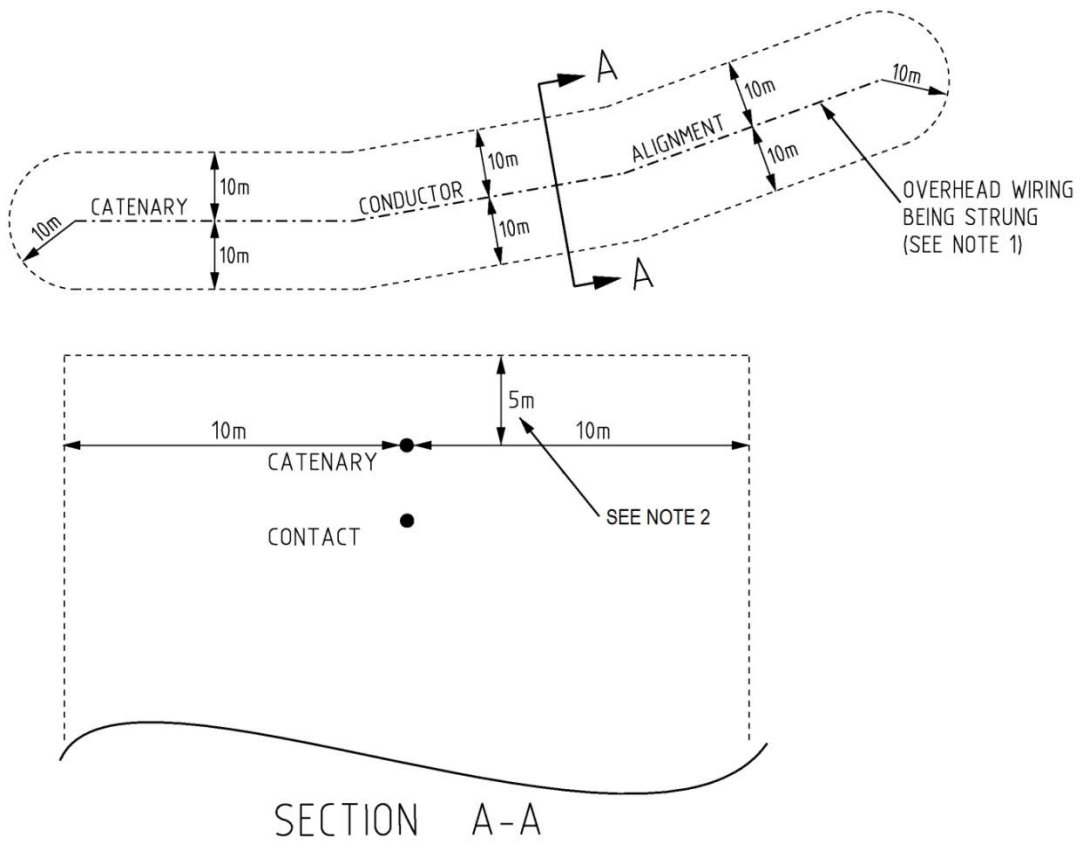 A
10m
10m
10m
10m
ALIGNMENT
10m
10m
CATENARY
CONDUCTOR
10m
10m
10m
OVERHEAD WIRING
BEING STRUNG
(SEE NOTE 1)
A
5m
10m
10m
CATENARY
SEE NOTE 2
CONTACT
SECTION A-A